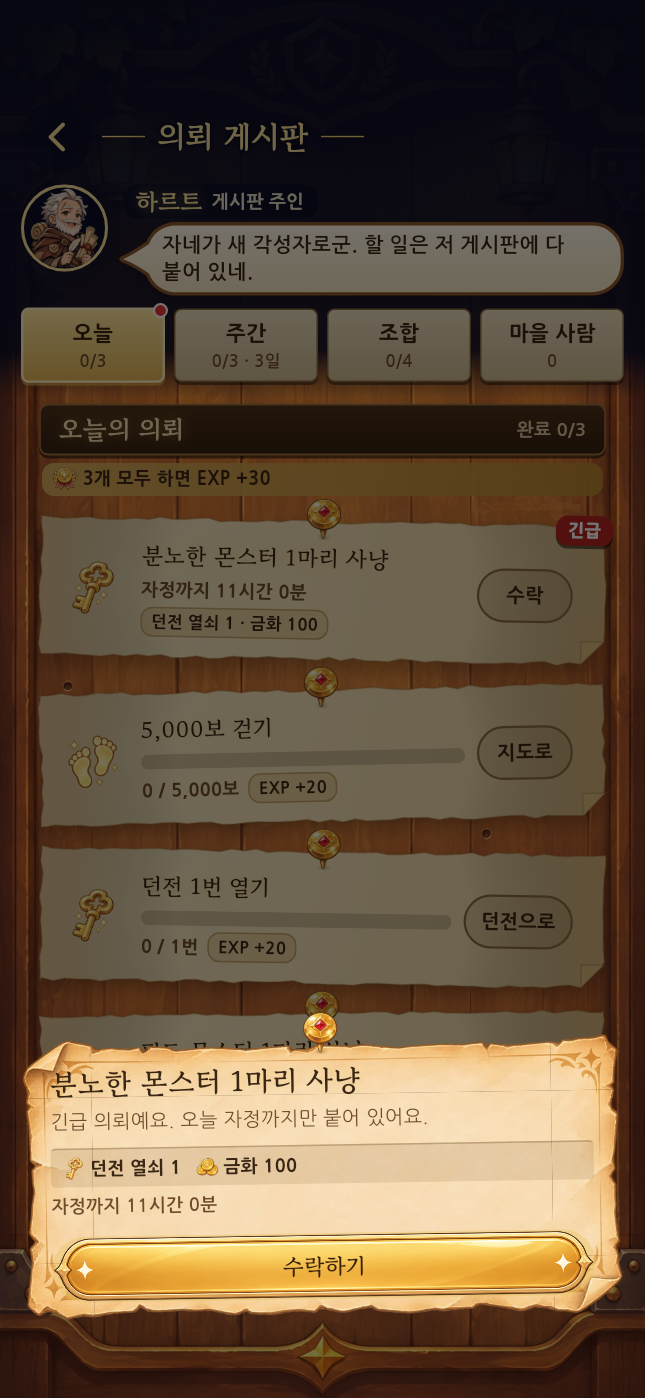 의뢰 게시판
하르트 게시판 주인
자네가 새 각성자로군. 할 일은 저 게시판에 다
붙어 있네.
오늘
0/3
주간
0/3 · 3일
조합
0/4
마을 사람
0
오늘의 의뢰
완료 0/3
3개 모두 하면 EXP +30
긴급
분노한 몬스터 1마리 사냥
자정까지 11시간 0분
던전 열쇠 1 · 금화 100
수락
5,000보 걷기
0 / 5,000보
EXP +20
지도로
던전 1번 열기
0 / 1번
EXP +20
던전으로
분노한 몬스터 1마리 사냥
긴급 의뢰예요. 오늘 자정까지만 붙어 있어요.
던전 열쇠 1 금화 100
자정까지 11시간 0분
수락하기